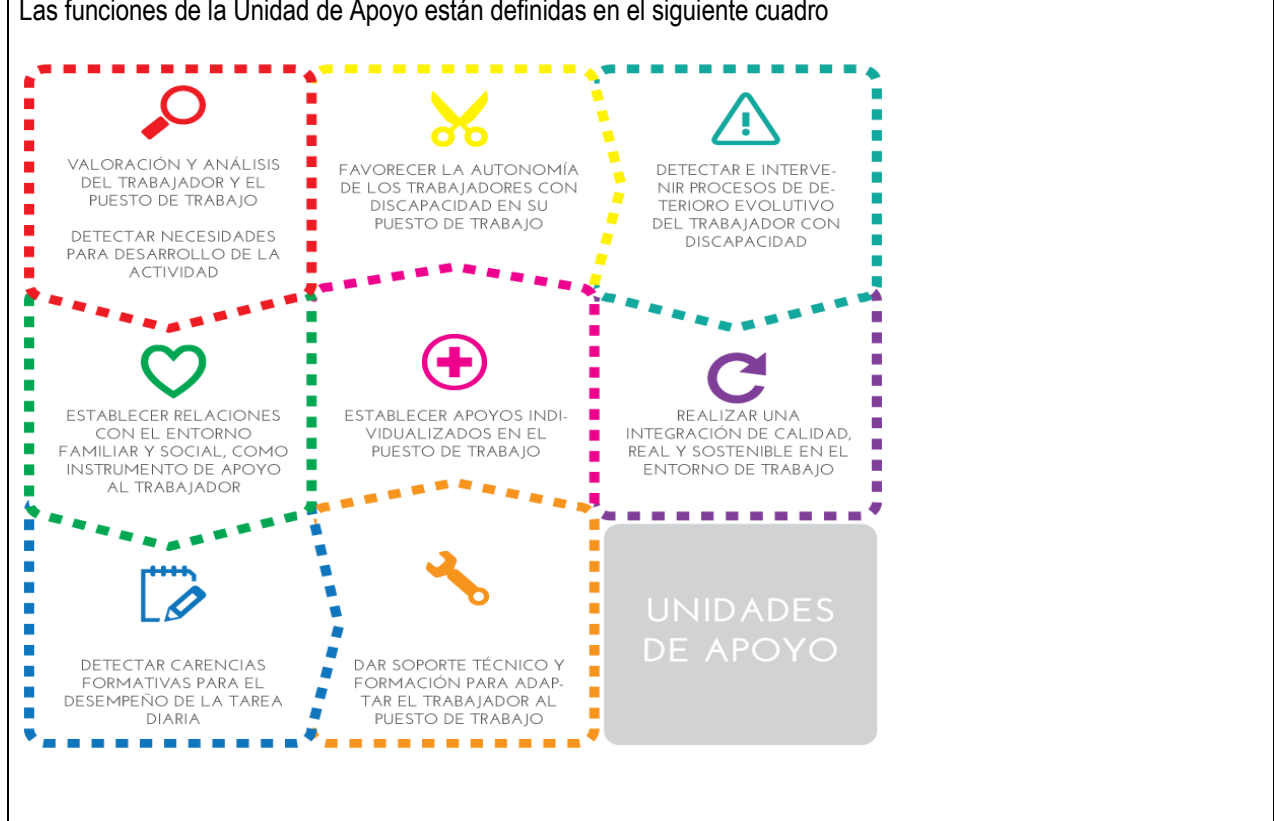 Las funciones de la Unidad de Apoyo están definidas en el siguiente cuadro
VALORACIÓN Y ANÁLISIS
DEL TRABAJADOR Y EL
PUESTO DE TRABAJO
DETECTAR NECESIDADES
PARA DESARROLLO DE LA
ACTIVIDAD
FAVORECER LA AUTONOMÍA
DE LOS TRABAJADORES CON
DISCAPACIDAD EN SU
PUESTO DE TRABAJO
DETECTAR E INTERVE-
NIR PROCESOS DE DE-
TERIORO EVOLUTIVO
DEL TRABAJADOR CON
DISCAPACIDAD
ESTABLECER RELACIONES
CON EL ENTORNO
FAMILIAR Y SOCIAL, COMO
INSTRUMENTO DE APOYO
AL TRABAJADOR
ESTABLECER APOYOS INDI-
VIDUALIZADOS EN EL
PUESTO DE TRABAJO
REALIZAR UNA
INTEGRACIÓN DE CALIDAD,
REAL Y SOSTENIBLE EN EL
ENTORNO DE TRABAJO
DETECTAR CARENCIAS
FORMATIVAS PARA EL
DESEMPEÑO DE LA TAREA
DIARIA
DAR SOPORTE TÉCNICO Y
FORMACIÓN PARA ADAP-
TAR EL TRABAJADOR AL
PUESTO DE TRABAJO
UNIDADES
DE APOYO